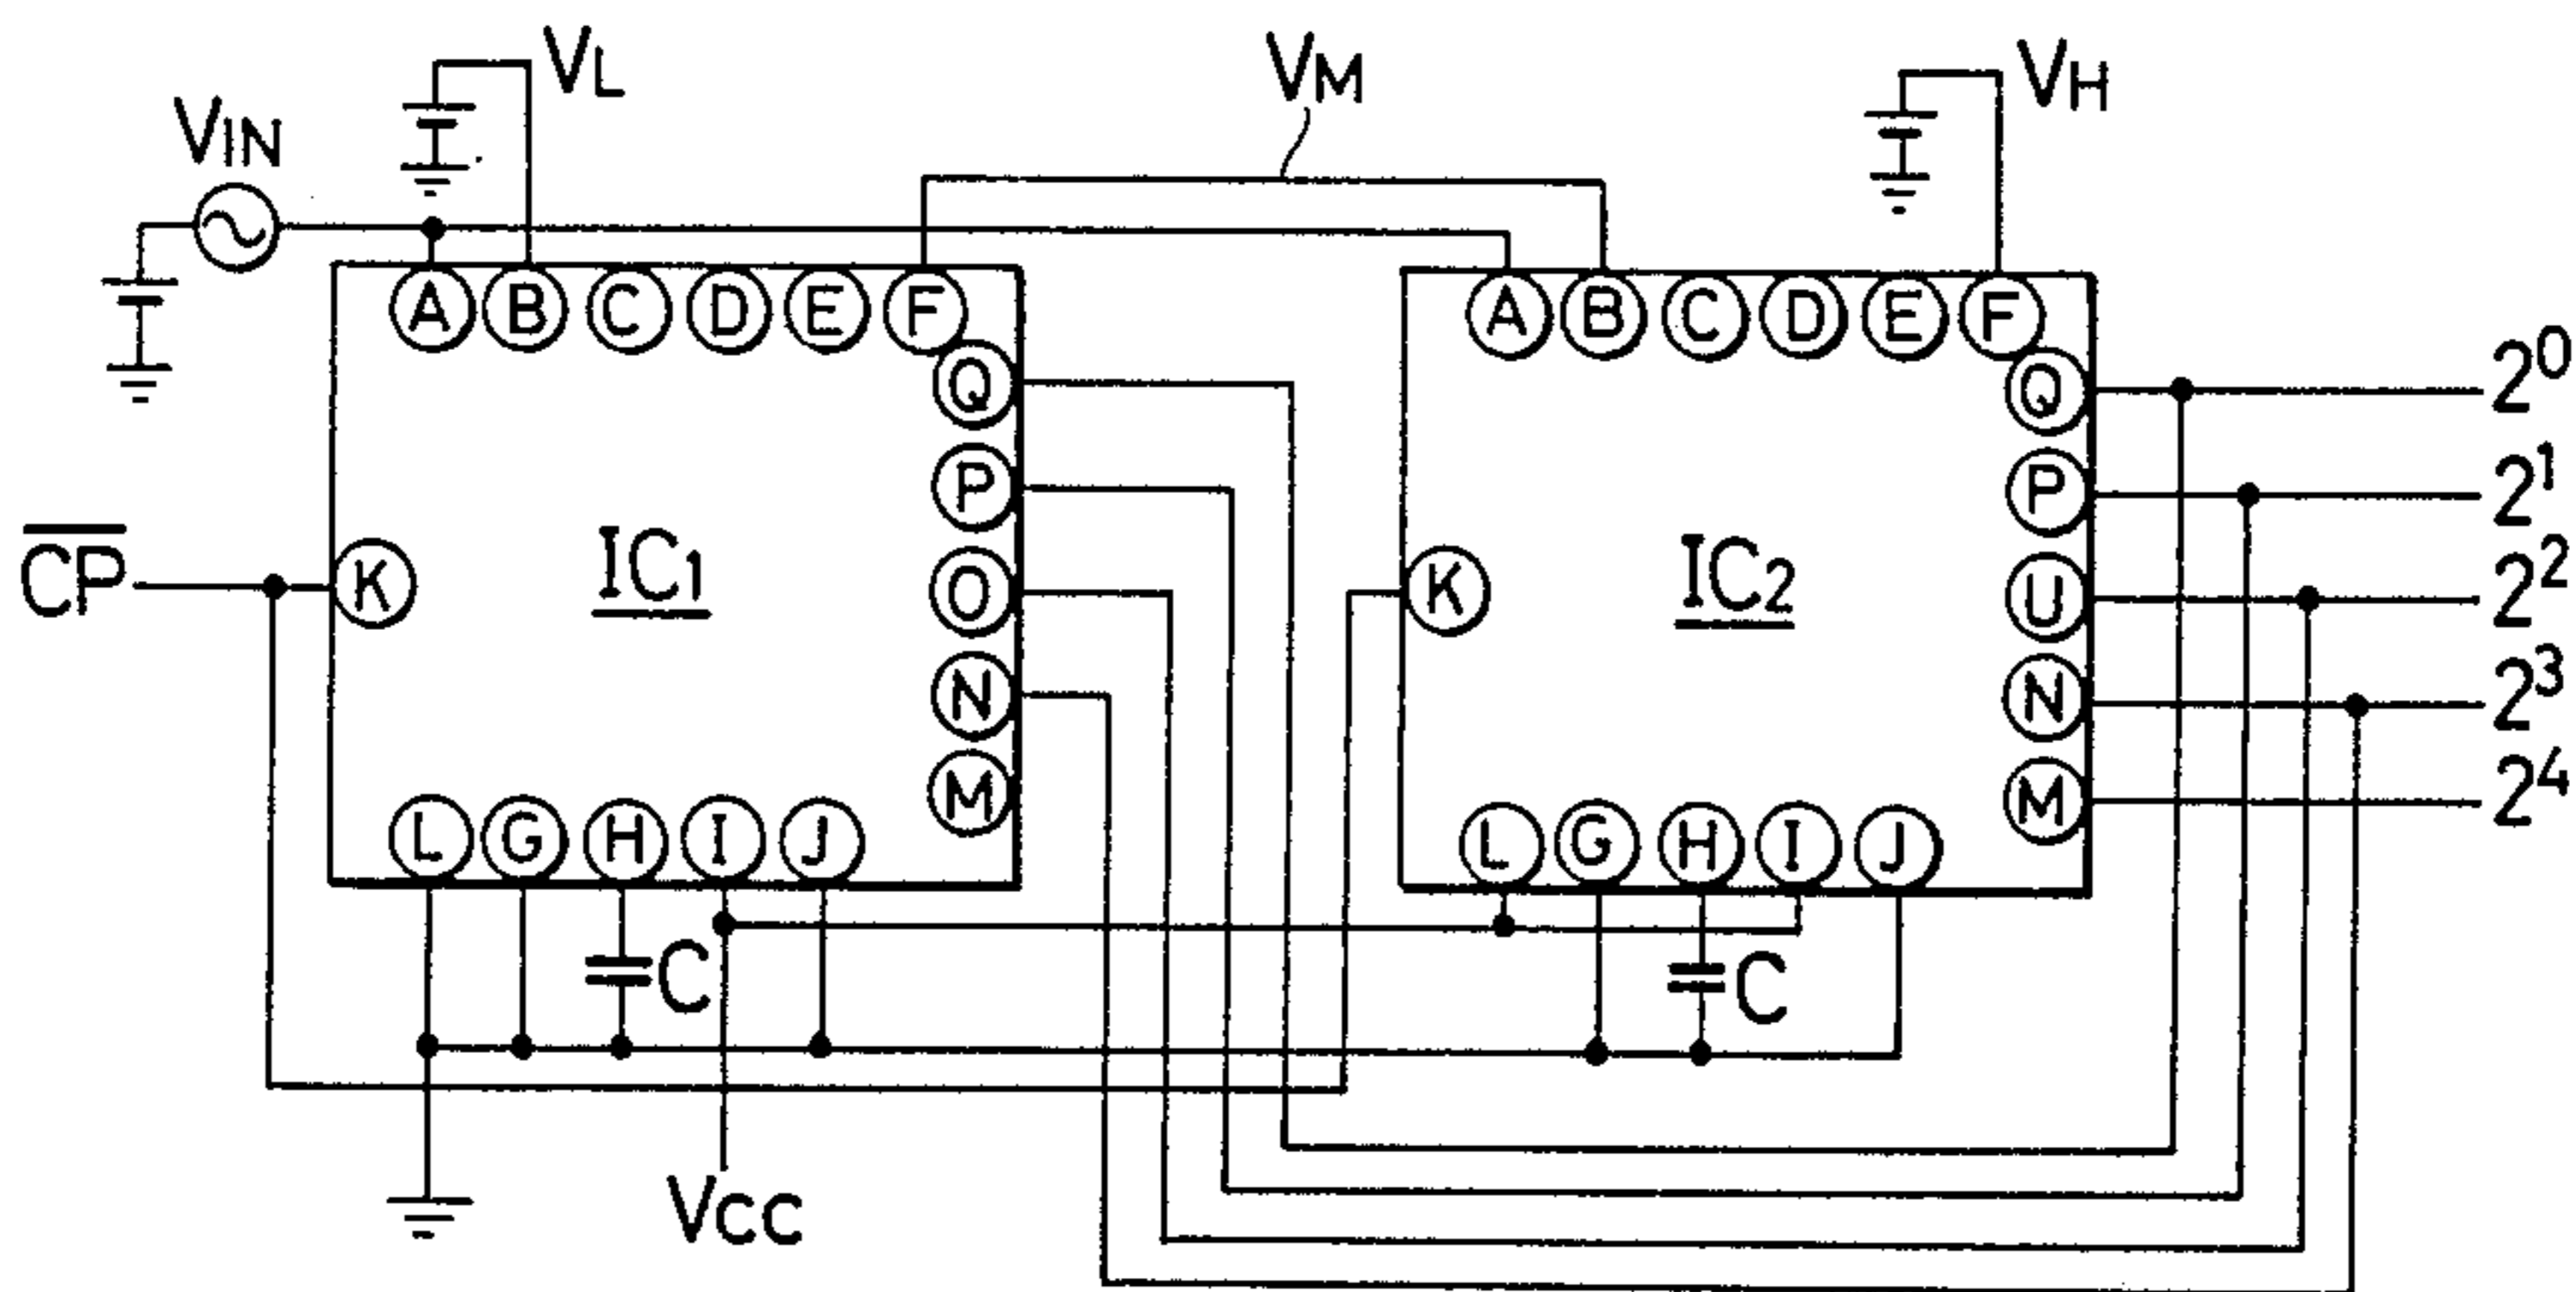 VL
VM
VH
VIN
A B C D E F
A B C D E F
Q
Q
2⁰
P
P
2¹
CP
K
IC1
O
K
IC2
U
2²
N
N
2³
M
M
2⁴
L G H I J
L G H I J
C
C
VCC